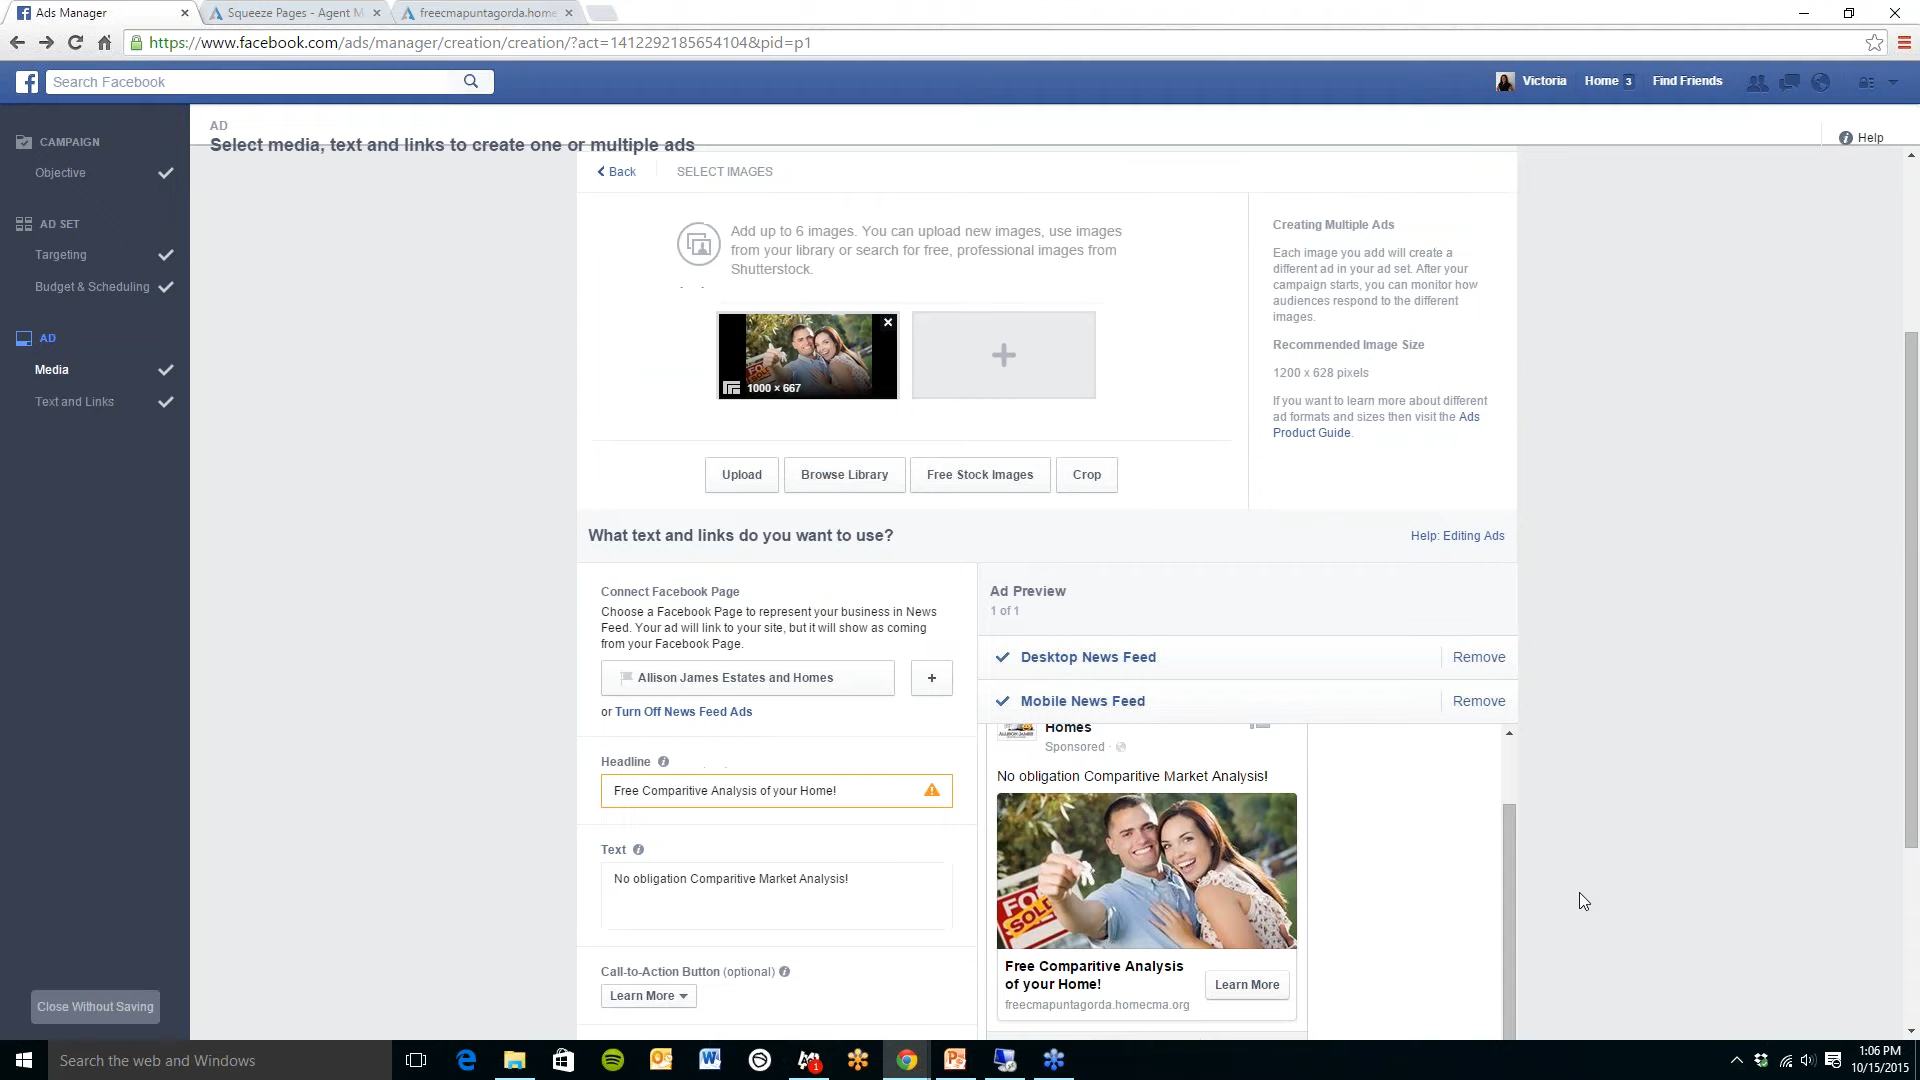 Ads Manager
Squeeze Pages - Agent M
freecmapuntagorda.home
https://www.facebook.com/ads/manager/creation/creation/?act=1412292185654104&pid=p1
Search Facebook
Victoria
Home 3
Find Friends
CAMPAIGN
Objective
AD SET
Targeting
Budget & Scheduling
AD
Media
Text and Links
Close Without Saving
AD
Select media, text and links to create one or multiple ads
Help
Back
SELECT IMAGES
Add up to 6 images. You can upload new images, use images
from your library or search for free, professional images from
Shutterstock.
1000 × 667
Upload
Browse Library
Free Stock Images
Crop
Creating Multiple Ads
Each image you add will create a
different ad in your ad set. After your
campaign starts, you can monitor how
audiences respond to the different
images.
Recommended Image Size
1200 x 628 pixels
If you want to learn more about different
ad formats and sizes then visit the Ads
Product Guide.
What text and links do you want to use?
Help: Editing Ads
Connect Facebook Page
Choose a Facebook Page to represent your business in News
Feed. Your ad will link to your site, but it will show as coming
from your Facebook Page.
Allison James Estates and Homes
+
or Turn Off News Feed Ads
Headline
Free Comparitive Analysis of your Home!
Text
No obligation Comparitive Market Analysis!
Call-to-Action Button (optional)
Learn More
Ad Preview
1 of 1
Desktop News Feed
Remove
Mobile News Feed
Remove
Homes
Sponsored ·
No obligation Comparitive Market Analysis!
FO
SOLD
Free Comparitive Analysis
of your Home!
Learn More
freecmapuntagorda.homecma.org
Search the web and Windows
1
1:06 PM
10/15/2015